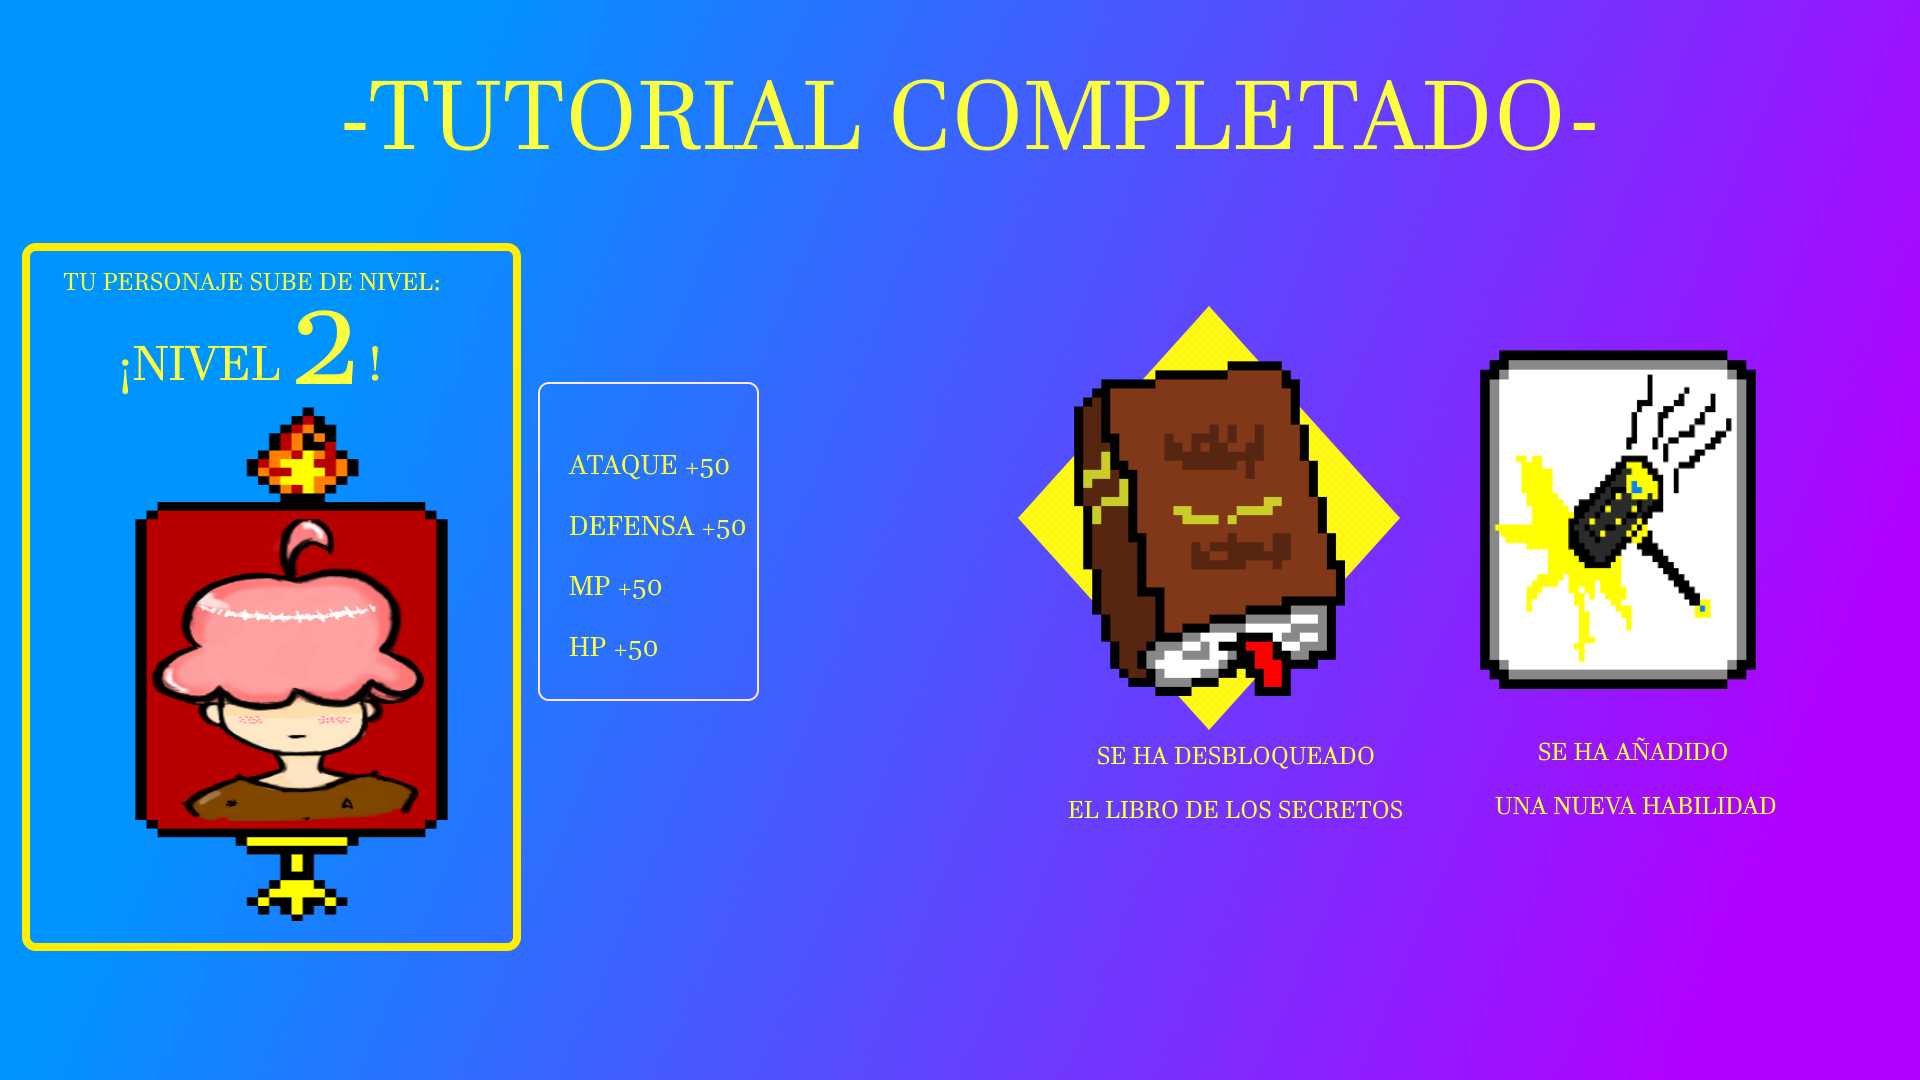 -TUTORIAL COMPLETADO-
TU PERSONAJE SUBE DE NIVEL:
¡NIVEL 2 !
ATAQUE +50
DEFENSA +50
MP +50
HP +50
SE HA DESBLOQUEADO
EL LIBRO DE LOS SECRETOS
SE HA AÑADIDO
UNA NUEVA HABILIDAD